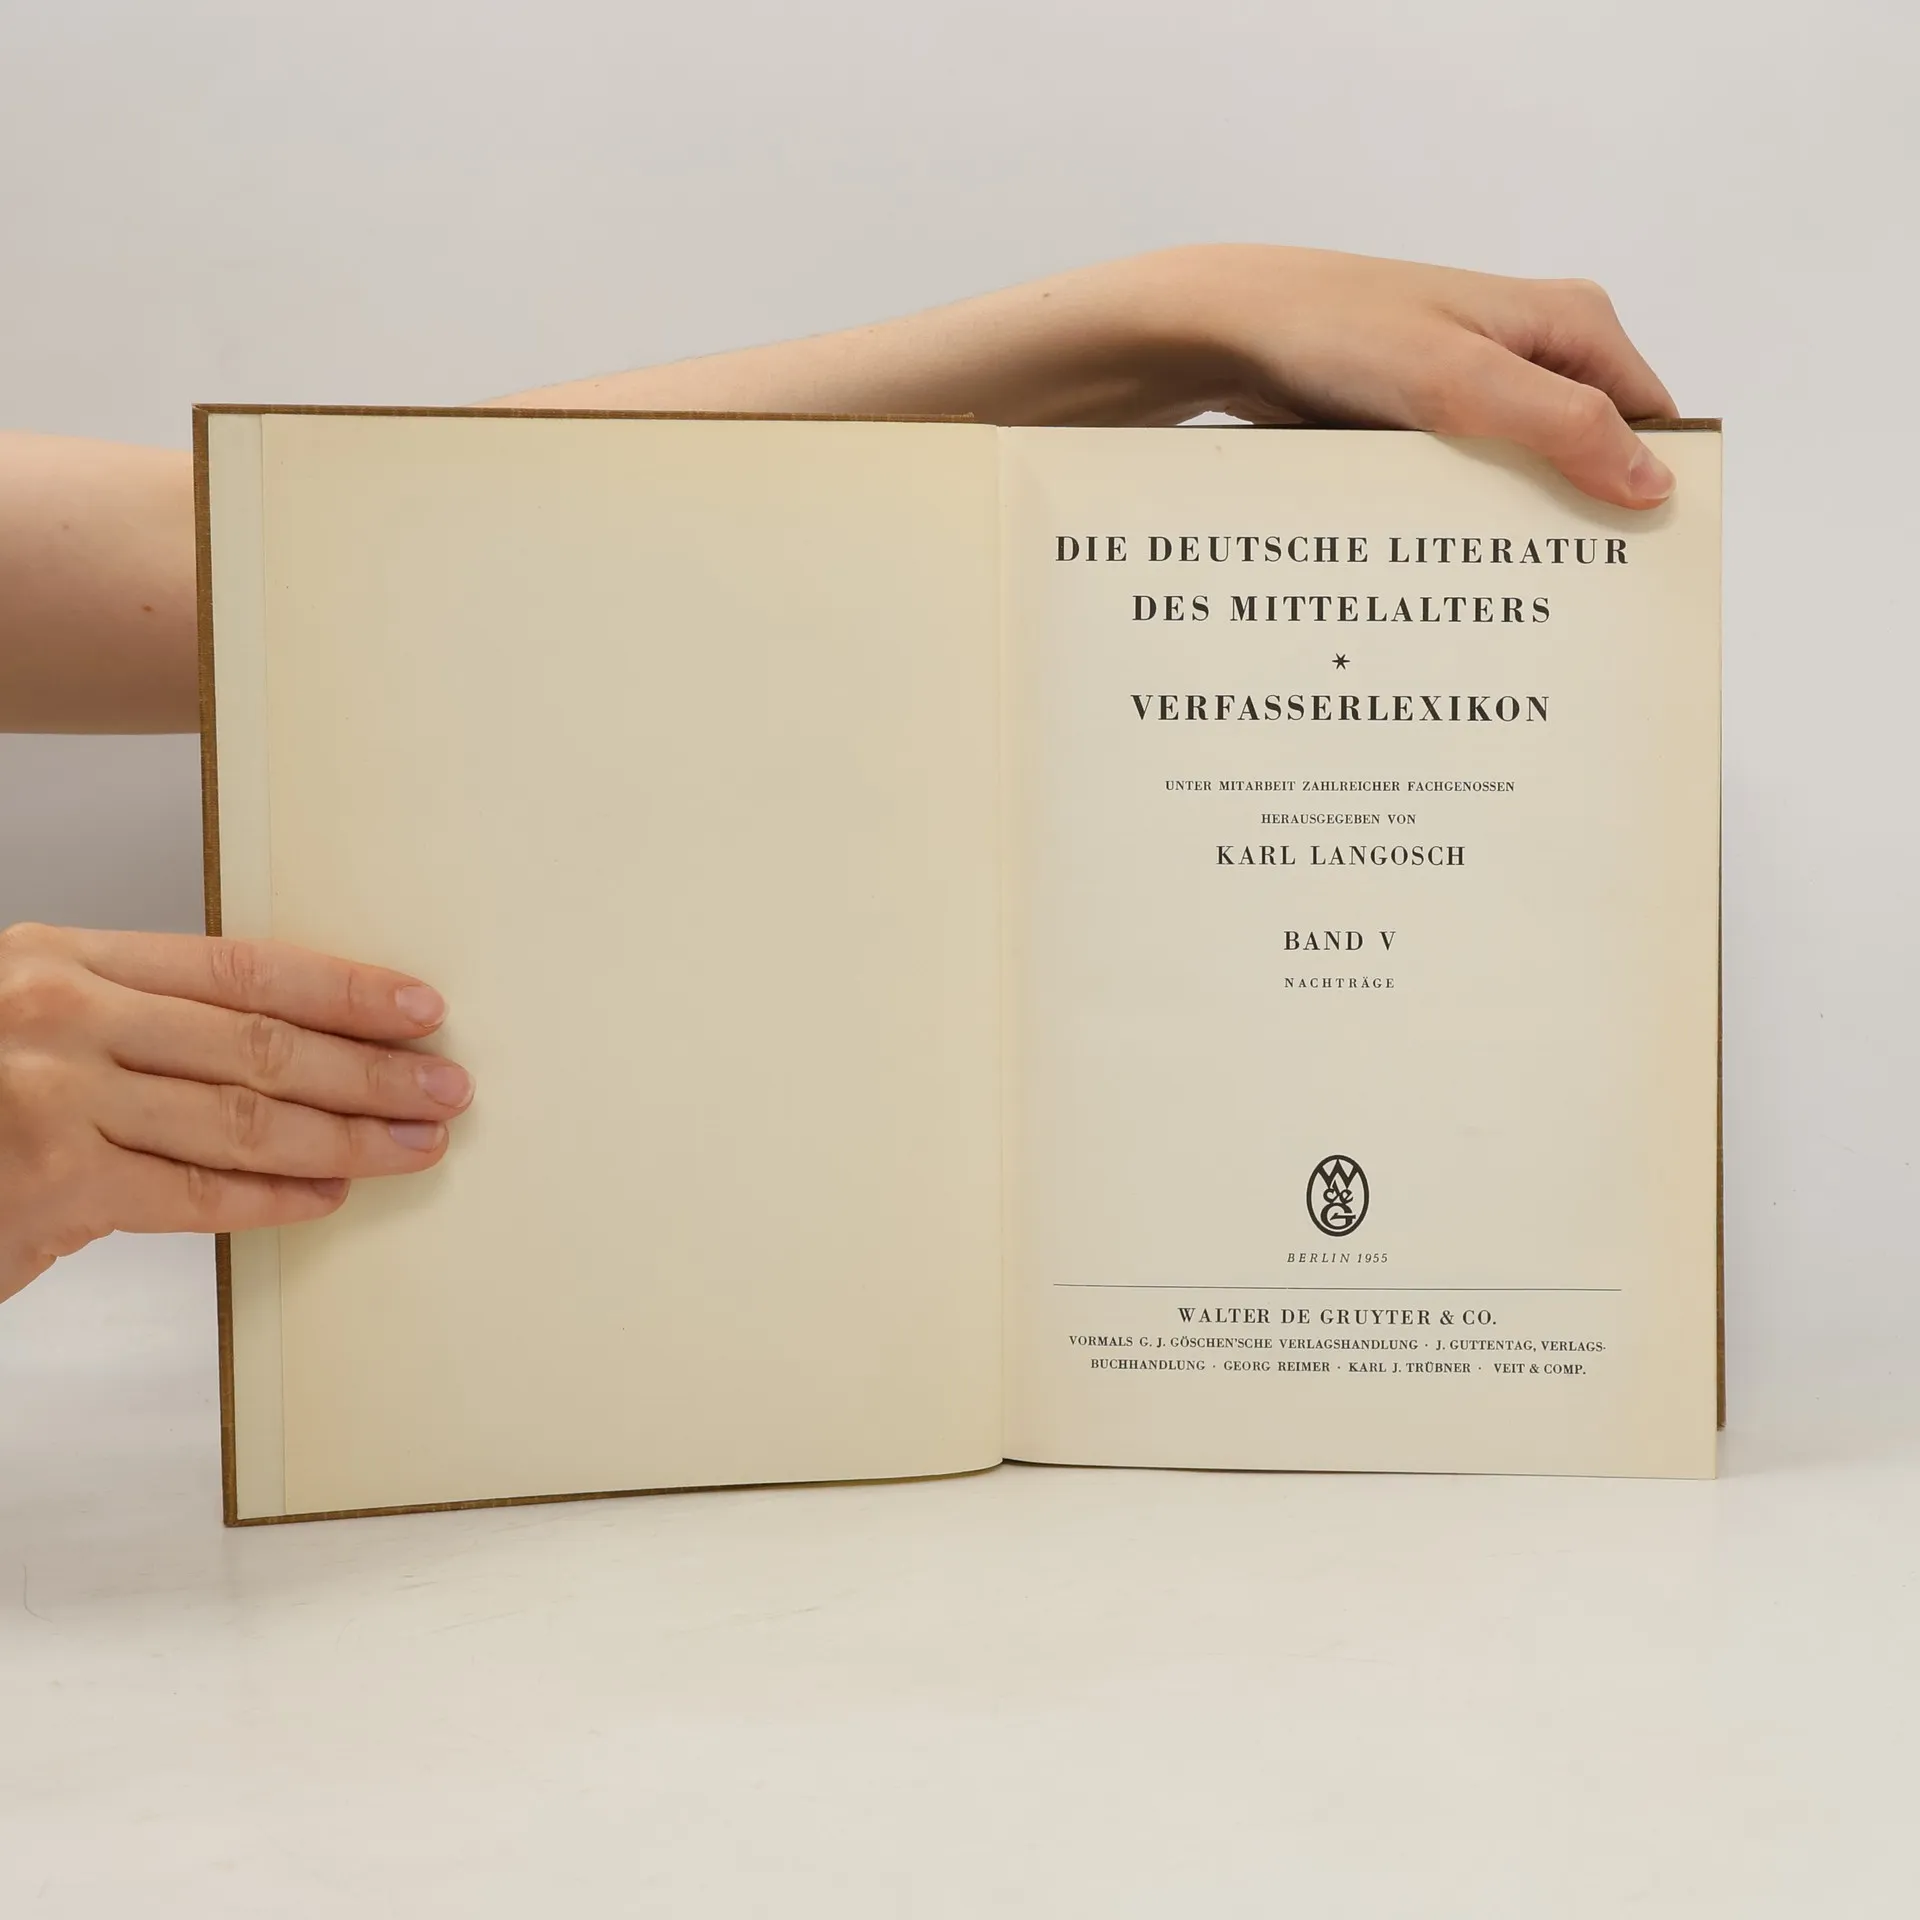 DIE DEUTSCHE LITERATUR
DES MITTELALTERS
*
VERFASSERLEXIKON
UNTER MITARBEIT ZAHLREICHER FACHGENOSSEN
HERAUSGEGEBEN VON
KARL LANGOSCH
BAND V
NACHTRÄGE
W
de
G
BERLIN 1955
WALTER DE GRUYTER & CO.
VORMALS G. J. GÖSCHEN'SCHE VERLAGSHANDLUNG · J. GUTTENTAG, VERLAGS-
BUCHHANDLUNG · GEORG REIMER · KARL J. TRÜBNER · VEIT & COMP.